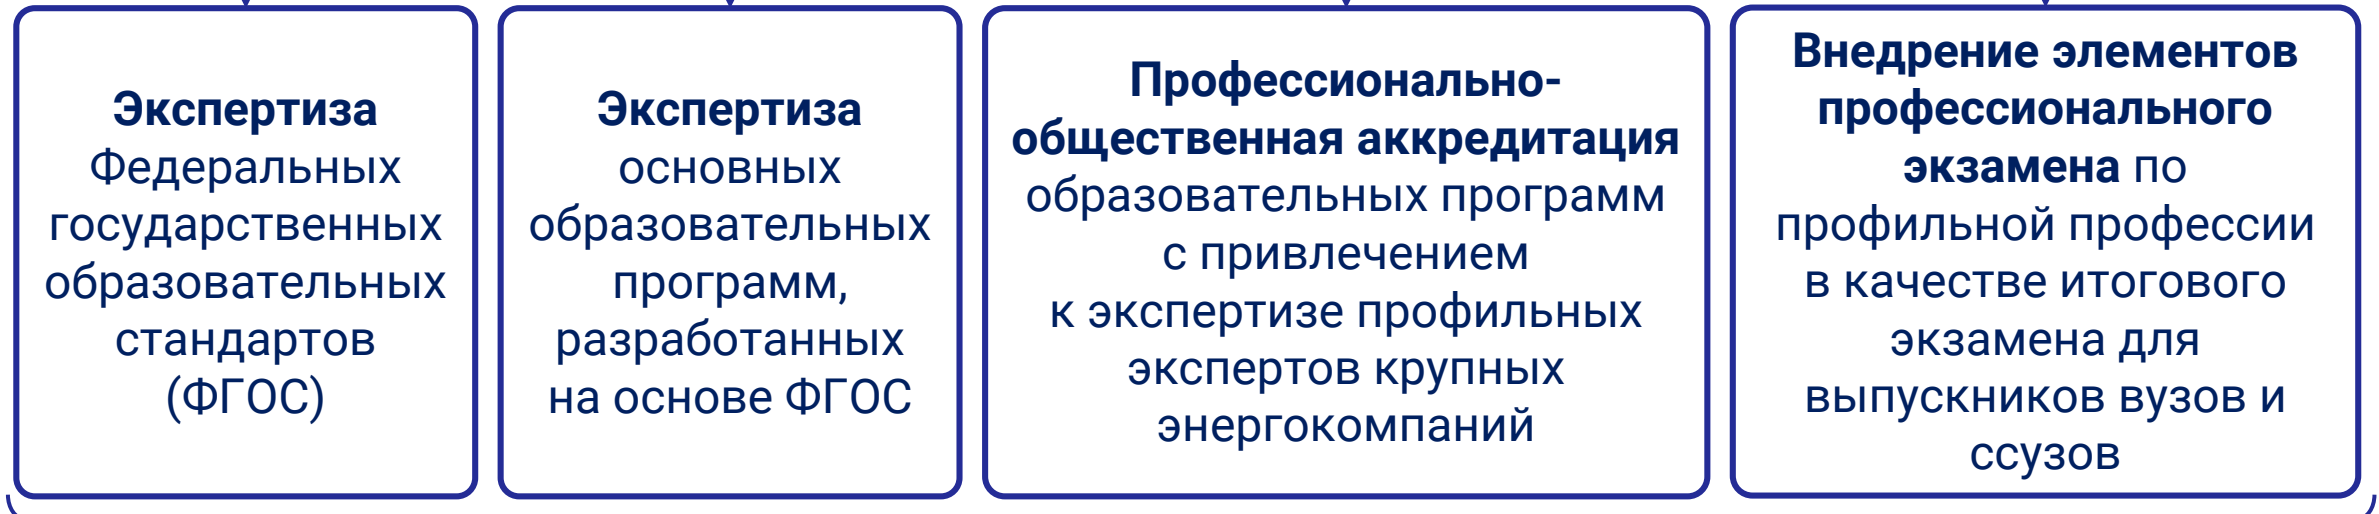 Экспертиза
Федеральных
государственных
образовательных
стандартов
(ФГОС)
Экспертиза
основных
образовательных
программ,
разработанных
на основе ФГОС
Профессионально-
общественная аккредитация
образовательных программ
с привлечением
к экспертизе профильных
экспертов крупных
энергокомпаний
Внедрение элементов
профессионального
экзамена по
профильной профессии
в качестве итогового
экзамена для
выпускников вузов и
ссузов